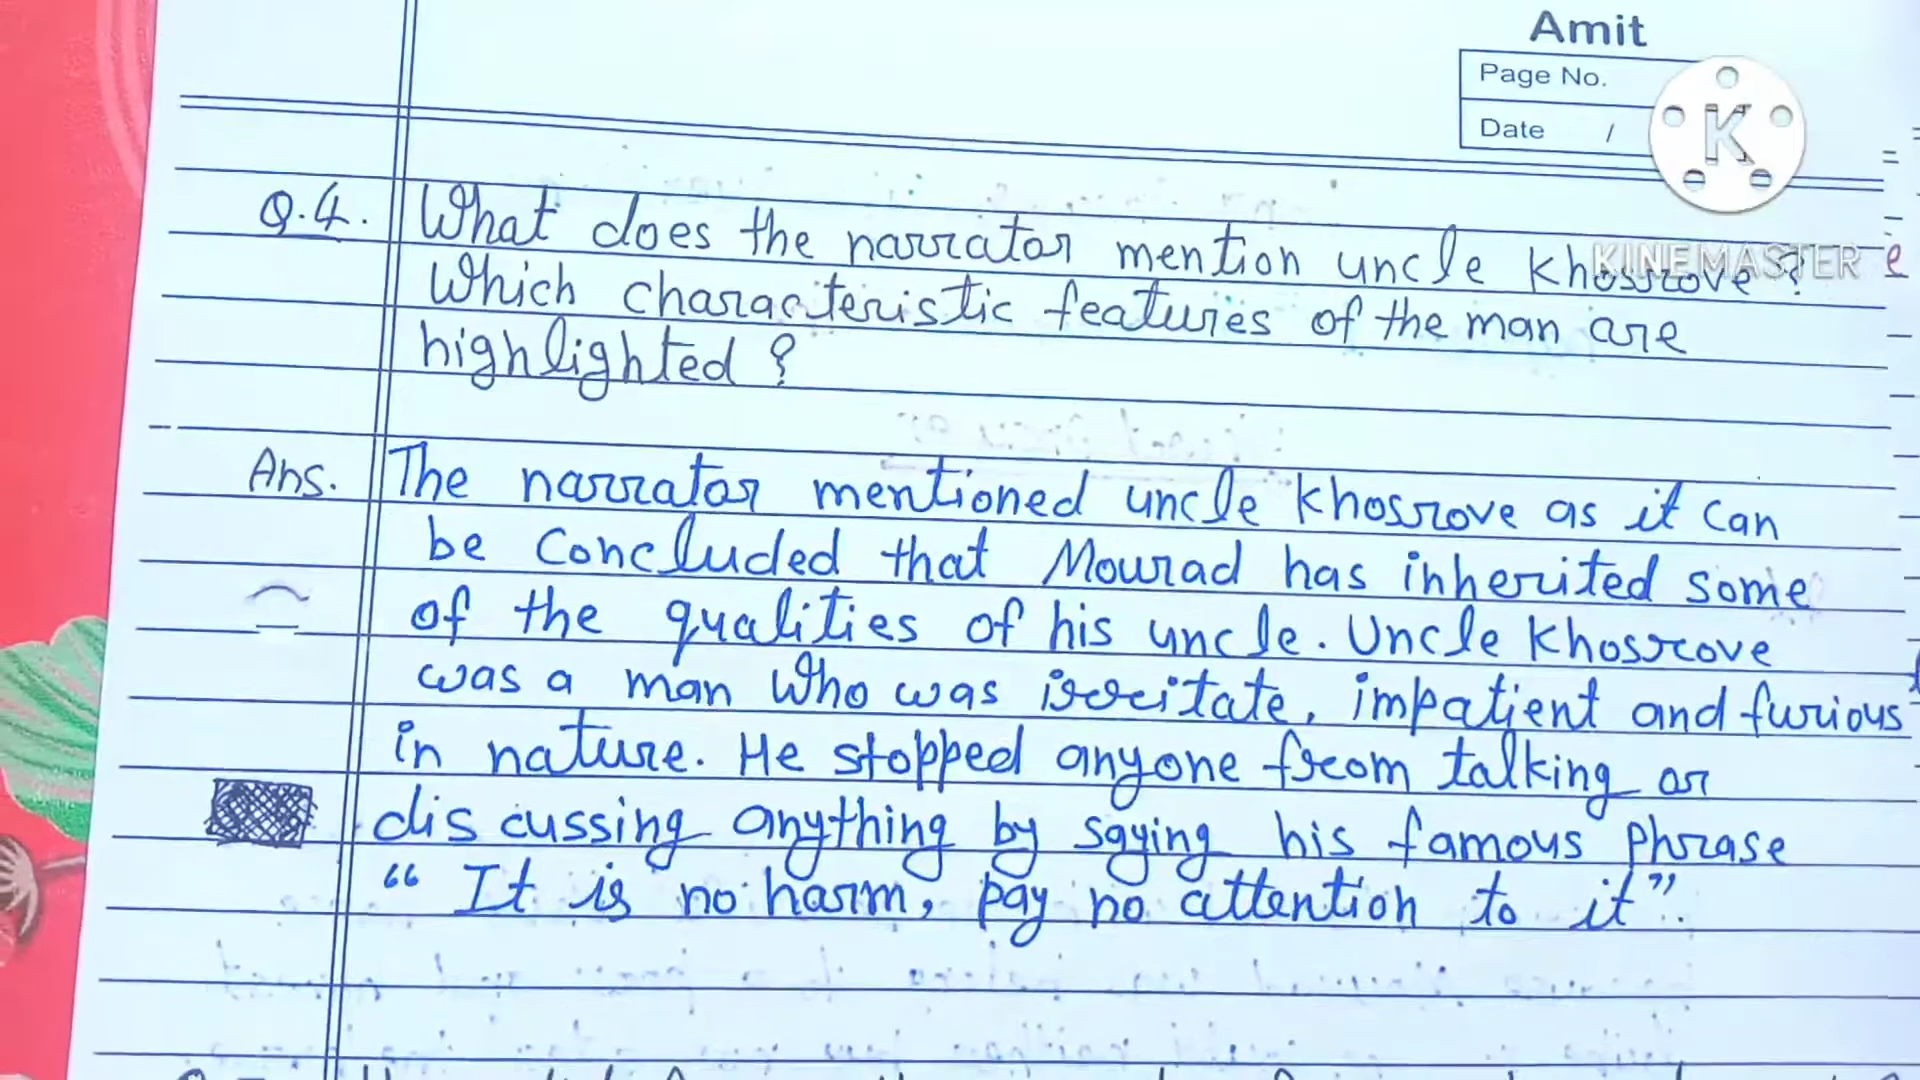 Amit
Page No.
Date /
K
KINEMASTER
Q.4. What does the narrator mention uncle Khosrove?
Which characteristic features of the man are
highlighted?
Ans. The narrator mentioned uncle Khosrove as it can
be concluded that Mourad has inherited some
of the qualities of his uncle. Uncle Khosrove
was a man who was irritate, impatient and furious
in nature. He stopped anyone from talking or
dis cussing anything by saying his famous phrase
“ It is no harm, pay no attention to it”.